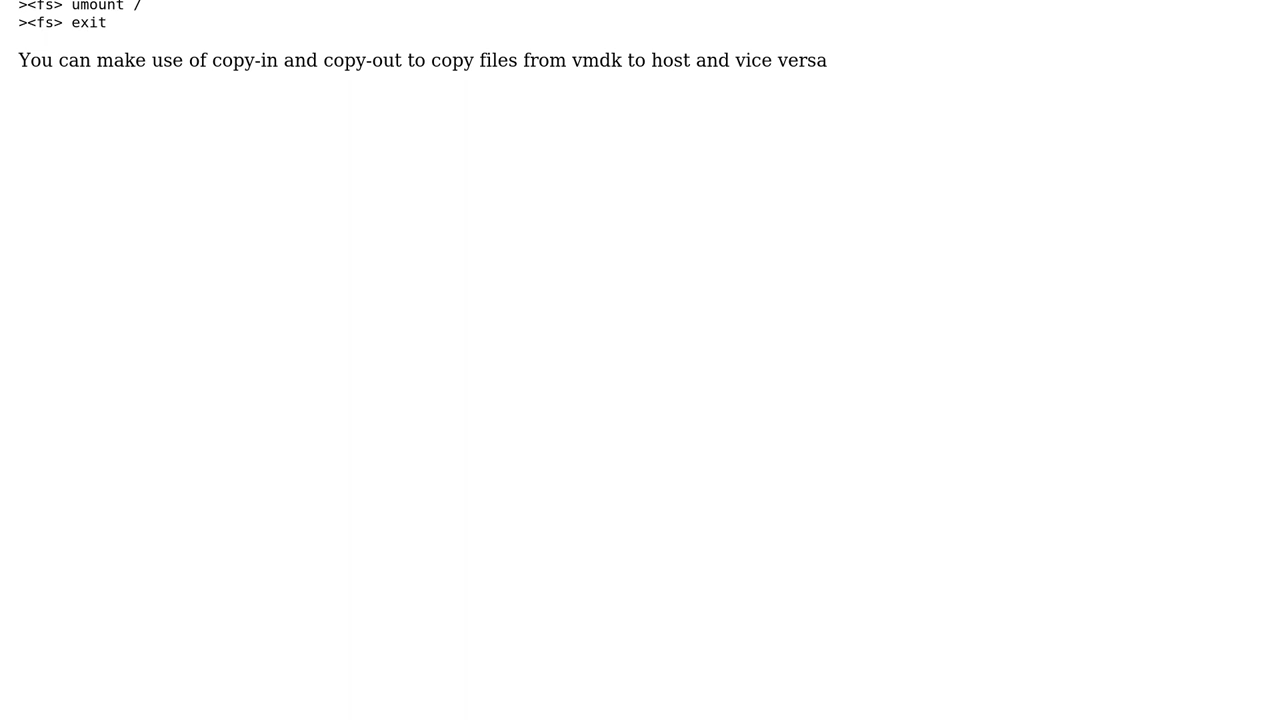 ><fs> umount /
><fs> exit
You can make use of copy-in and copy-out to copy files from vmdk to host and vice versa